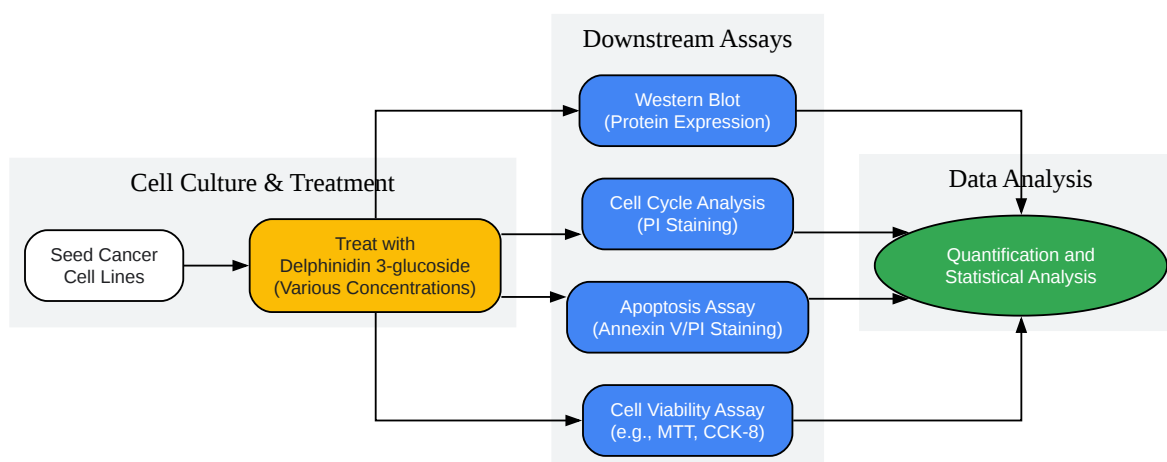 Cell Culture & Treatment
Seed Cancer
Cell Lines
Treat with
Delphinidin 3-glucoside
(Various Concentrations)
Downstream Assays
Western Blot
(Protein Expression)
Cell Cycle Analysis
(PI Staining)
Apoptosis Assay
(Annexin V/PI Staining)
Cell Viability Assay
(e.g., MTT, CCK-8)
Data Analysis
Quantification and
Statistical Analysis